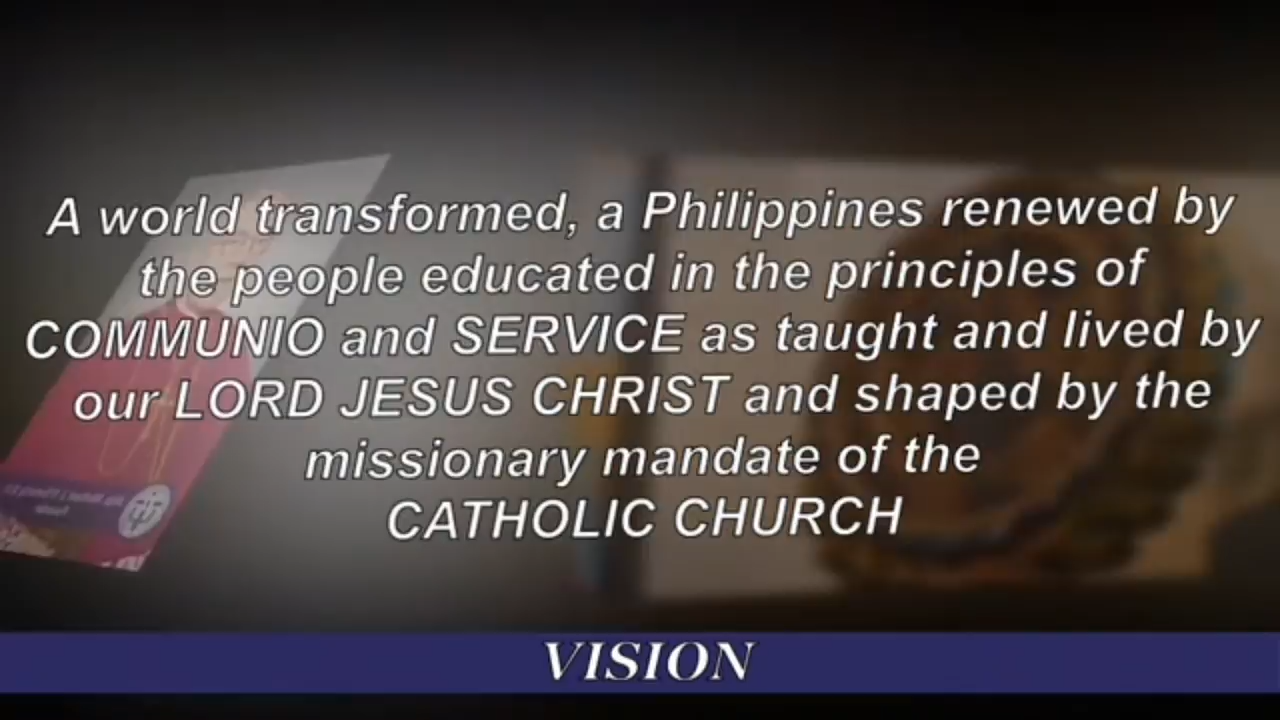 A world transformed, a Philippines renewed by
the people educated in the principles of
COMMUNIO and SERVICE as taught and lived by
our LORD JESUS CHRIST and shaped by the
missionary mandate of the
CATHOLIC CHURCH
VISION